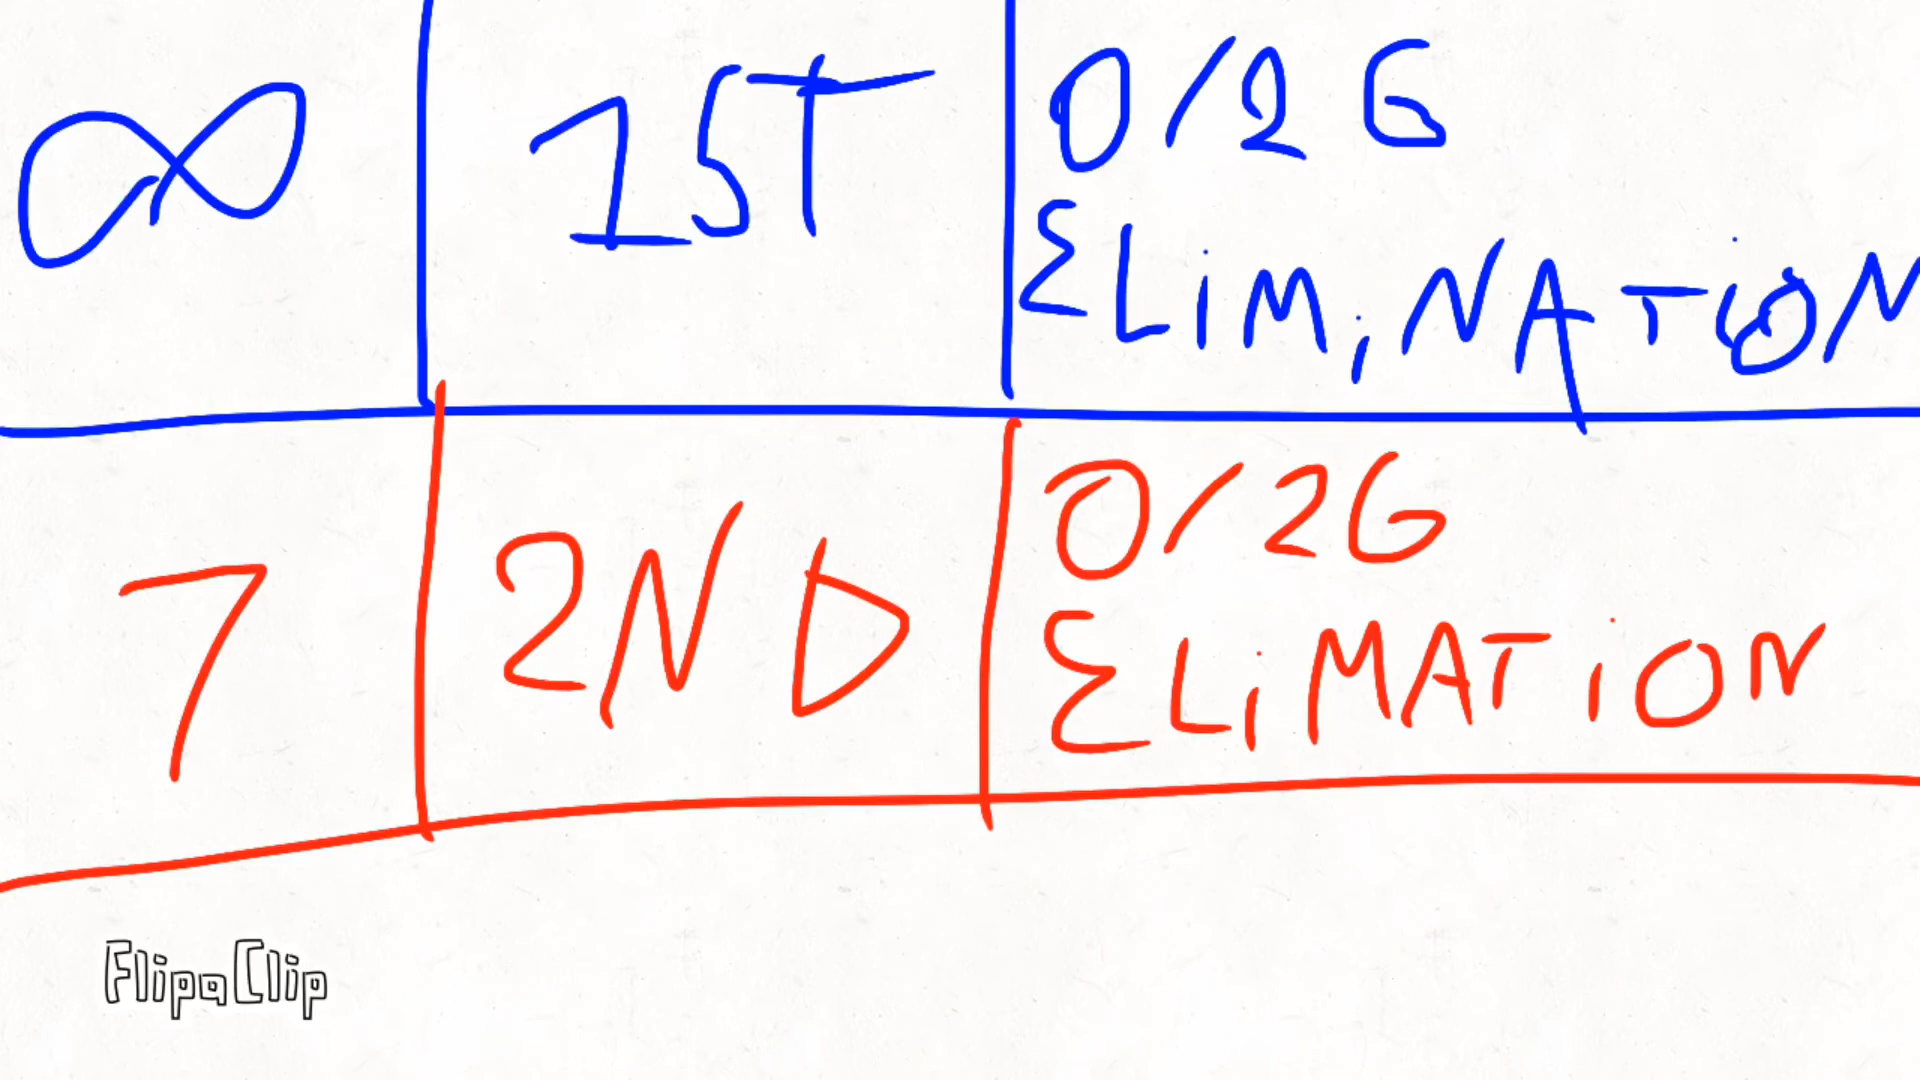 ∞ 1ST 0/26
ELiMiNATiON
7 2ND 0/26
ELiMATiON
FlipaClip